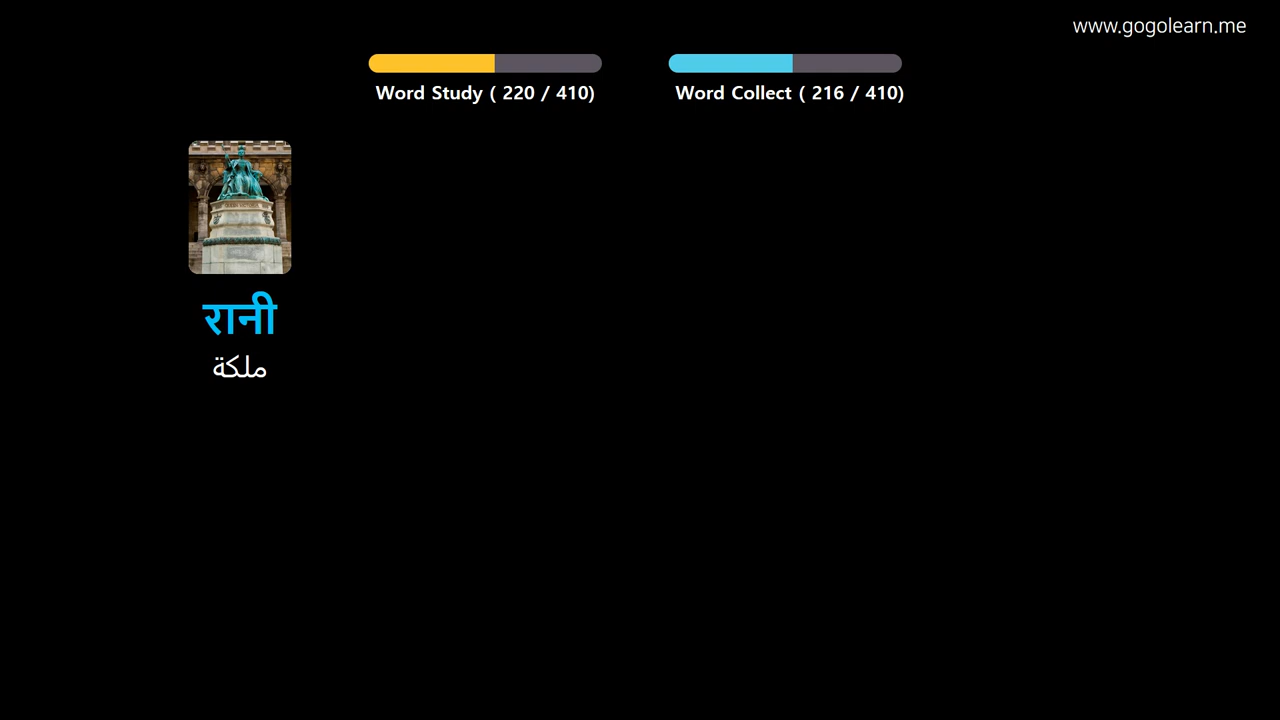 www.gogolearn.me
Word Study ( 220 / 410)
Word Collect ( 216 / 410)
रानी
ملكة